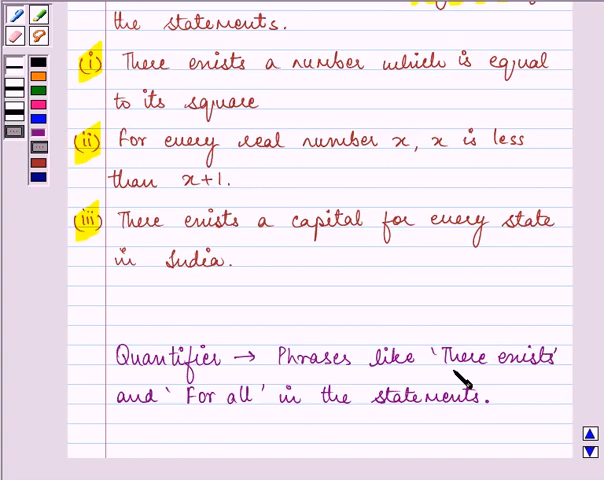 the statements.
(i) There exists a number which is equal
to its square
(ii) For every real number x, x is less
than x+1.
(iii) There exists a capital for every state
in India.
Quantifier → Phrases like 'There exists'
and 'For all' in the statements.